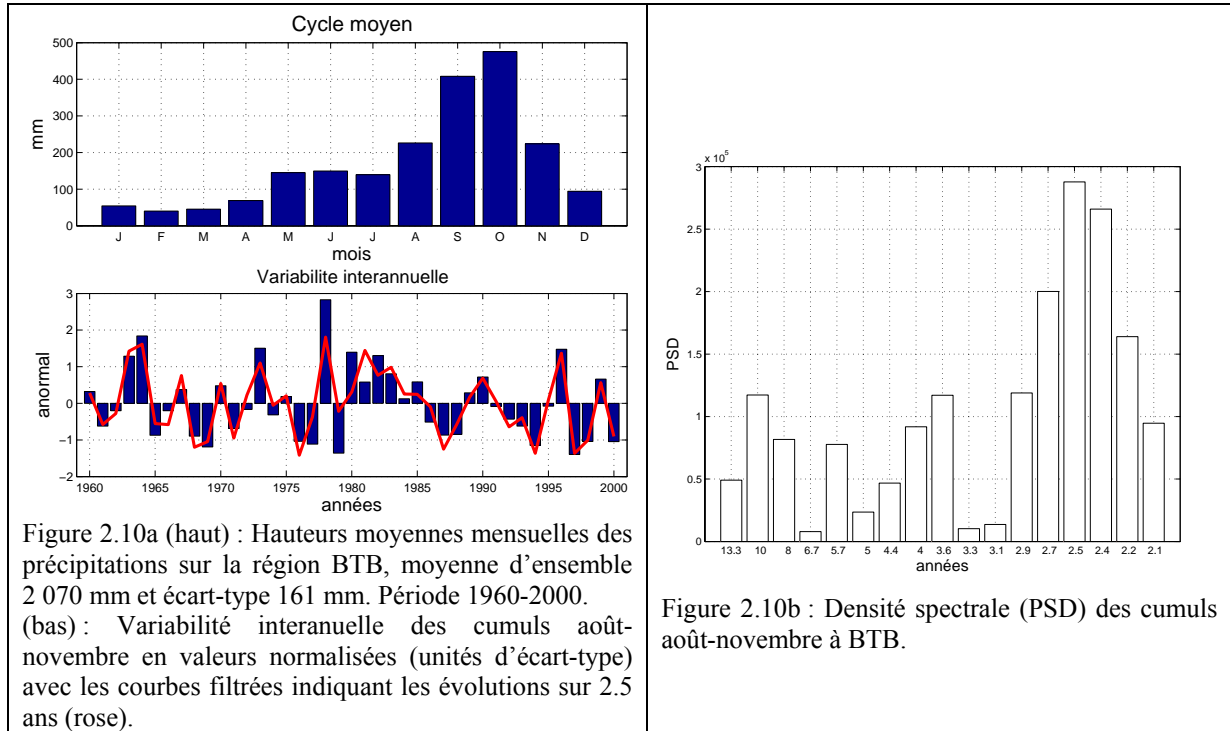 Cycle moyen
500
400
300
200
100
0
mm
J F M A M J J A S O N D
mois
Variabilite interannuelle
3
2
1
0
−1
−2
anormal
1960 1965 1970 1975 1980 1985 1990 1995 2000
années
Figure 2.10a (haut) : Hauteurs moyennes mensuelles des
précipitations sur la région BTB, moyenne d’ensemble
2 070 mm et écart-type 161 mm. Période 1960-2000.
(bas) : Variabilité interanuelle des cumuls août-
novembre en valeurs normalisées (unités d’écart-type)
avec les courbes filtrées indiquant les évolutions sur 2.5
ans (rose).
x 10^5
3
2.5
2
1.5
1
0.5
0
PSD
13.3 10 8 6.7 5.7 5 4.4 4 3.6 3.3 3.1 2.9 2.7 2.5 2.4 2.2 2.1
années
Figure 2.10b : Densité spectrale (PSD) des cumuls
août-novembre à BTB.